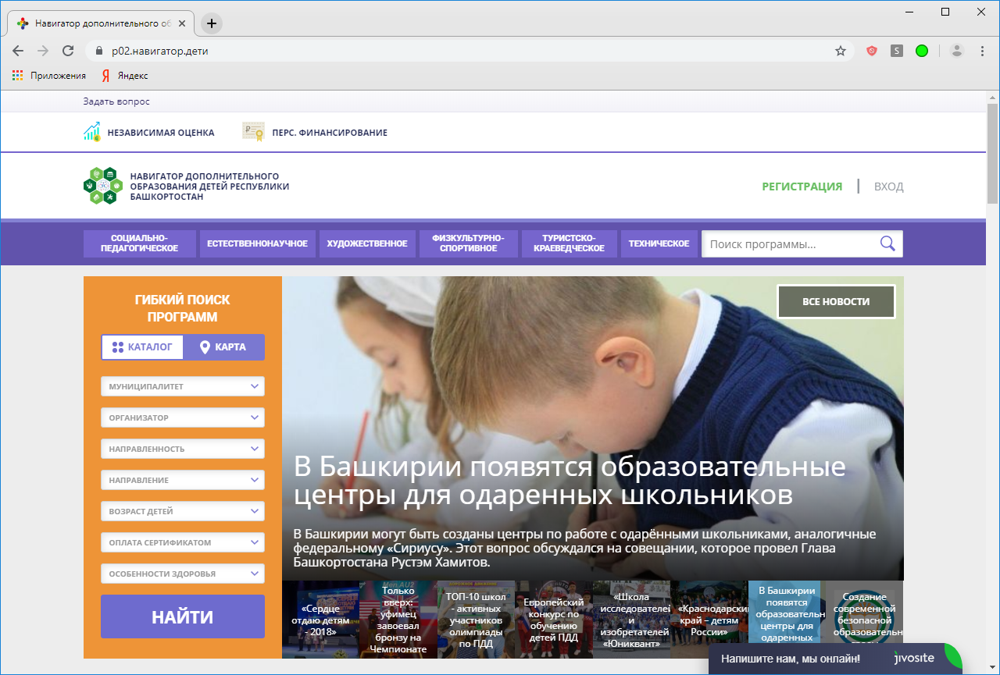 Навигатор дополнительного об
р02.навигатор.дети
S
Приложения
Я Яндекс
Задать вопрос
НЕЗАВИСИМАЯ ОЦЕНКА
ПЕРС. ФИНАНСИРОВАНИЕ
НАВИГАТОР ДОПОЛНИТЕЛЬНОГО
ОБРАЗОВАНИЯ ДЕТЕЙ РЕСПУБЛИКИ
БАШКОРТОСТАН
РЕГИСТРАЦИЯ | ВХОД
СОЦИАЛЬНО-
ПЕДАГОГИЧЕСКОЕ
ЕСТЕСТВЕННОНАУЧНОЕ
ХУДОЖЕСТВЕННОЕ
ФИЗКУЛЬТУРНО-
СПОРТИВНОЕ
ТУРИСТСКО-
КРАЕВЕДЧЕСКОЕ
ТЕХНИЧЕСКОЕ
Поиск программы...
ГИБКИЙ ПОИСК
ПРОГРАММ
КАТАЛОГ
КАРТА
МУНИЦИПАЛИТЕТ
ОРГАНИЗАТОР
НАПРАВЛЕННОСТЬ
НАПРАВЛЕНИЕ
ВОЗРАСТ ДЕТЕЙ
ОПЛАТА СЕРТИФИКАТОМ
ОСОБЕННОСТИ ЗДОРОВЬЯ
НАЙТИ
ВСЕ НОВОСТИ
В Башкирии появятся образовательные
центры для одаренных школьников
В Башкирии могут быть созданы центры по работе с одарёнными школьниками, аналогичные
федеральному «Сириусу». Этот вопрос обсуждался на совещании, которое провел Глава
Башкортостана Рустэм Хамитов.
«Сердце
отдаю детям
- 2018»
Только
вверх:
уфимец
завоевал
бронзу на
Чемпионате
ТОП-10 школ
- активных
участников
олимпиады
по ПДД
Европейский
конкурс по
обучению
детей ПДД
«Школа
исследователей
и
изобретателей
«Юниквант»
«Краснодарский
край – детям
России»
В Башкирии
появятся
образовательн
центры для
одаренных
Создание
современной
безопасной
образовательн
Напишите нам, мы онлайн!
jivosite